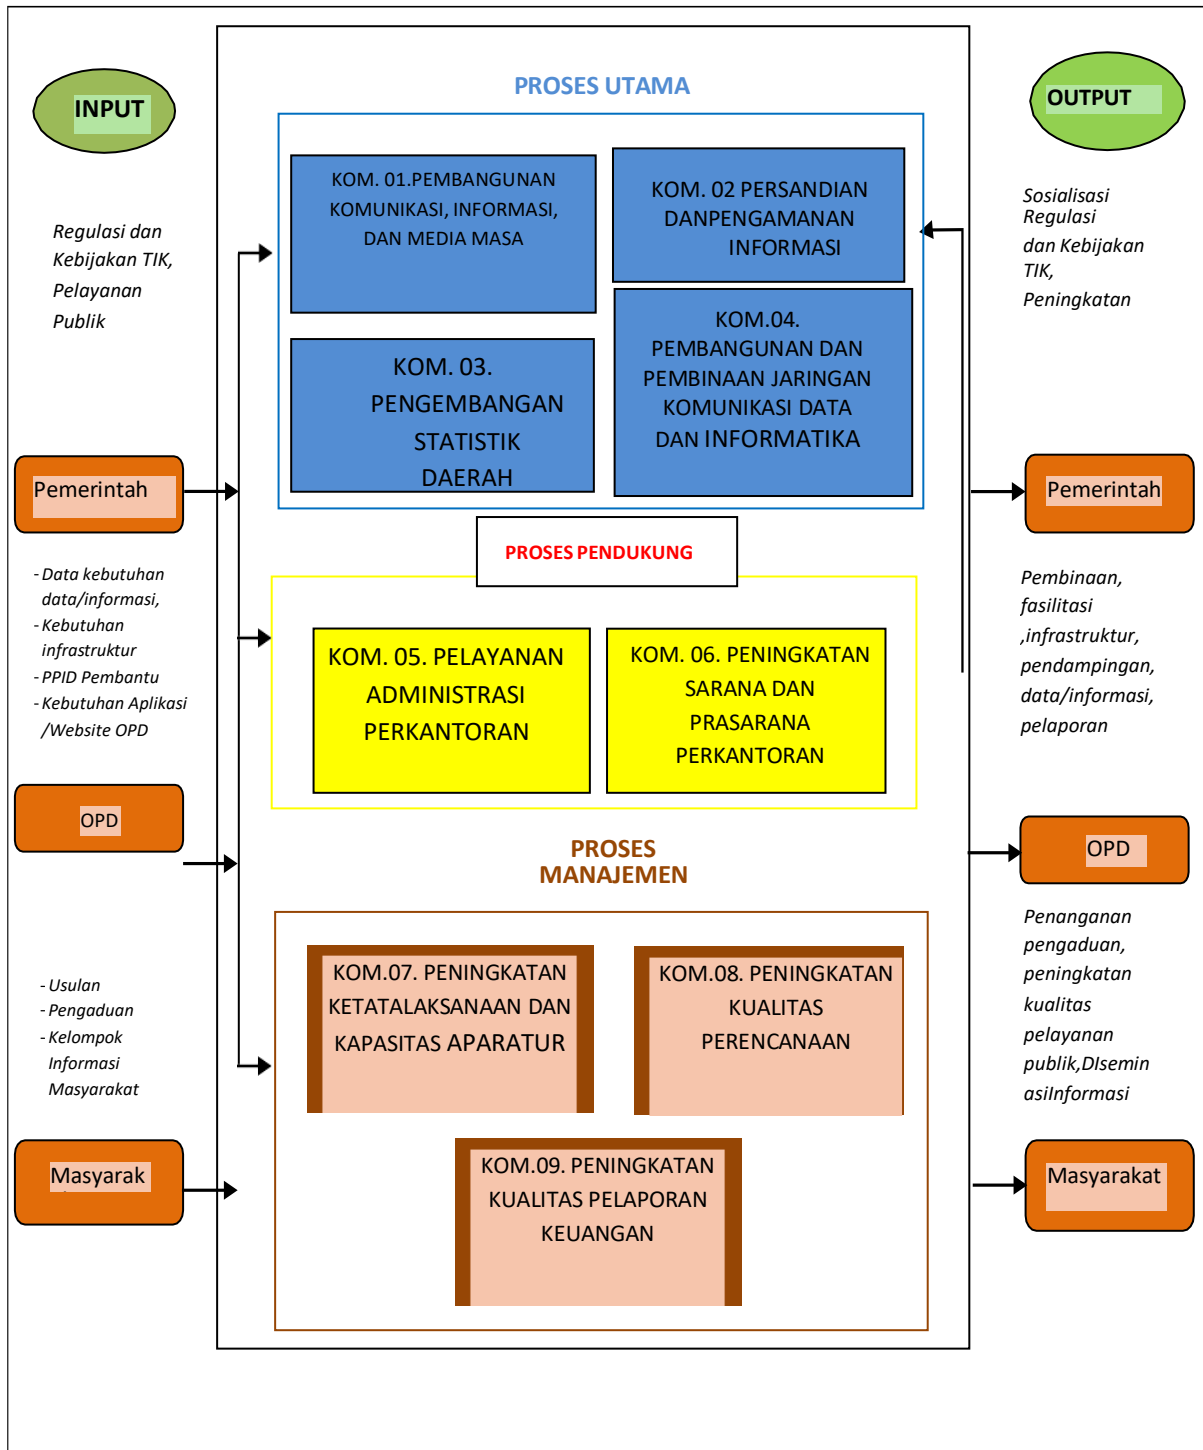 INPUT
Regulasi dan
Kebijakan TIK,
Pelayanan
Publik
Pemerintah
- Data kebutuhan
data/informasi,
- Kebutuhan
infrastruktur
- PPID Pembantu
- Kebutuhan Aplikasi
/Website OPD
OPD
- Usulan
- Pengaduan
- Kelompok
Informasi
Masyarakat
Masyarak
PROSES UTAMA
KOM. 01.PEMBANGUNAN
KOMUNIKASI, INFORMASI,
DAN MEDIA MASA
KOM. 02 PERSANDIAN
DANPENGAMANAN
INFORMASI
KOM. 03.
PENGEMBANGAN
STATISTIK
DAERAH
KOM.04.
PEMBANGUNAN DAN
PEMBINAAN JARINGAN
KOMUNIKASI DATA
DAN INFORMATIKA
PROSES PENDUKUNG
KOM. 05. PELAYANAN
ADMINISTRASI
PERKANTORAN
KOM. 06. PENINGKATAN
SARANA DAN
PRASARANA
PERKANTORAN
PROSES
MANAJEMEN
KOM.07. PENINGKATAN
KETATALAKSANAAN DAN
KAPASITAS APARATUR
KOM.08. PENINGKATAN
KUALITAS
PERENCANAAN
KOM.09. PENINGKATAN
KUALITAS PELAPORAN
KEUANGAN
OUTPUT
Sosialisasi
Regulasi
dan Kebijakan
TIK,
Peningkatan
Pemerintah
Pembinaan,
fasilitasi
,infrastruktur,
pendampingan,
data/informasi,
pelaporan
OPD
Penanganan
pengaduan,
peningkatan
kualitas
pelayanan
publik,DIsemin
asiInformasi
Masyarakat